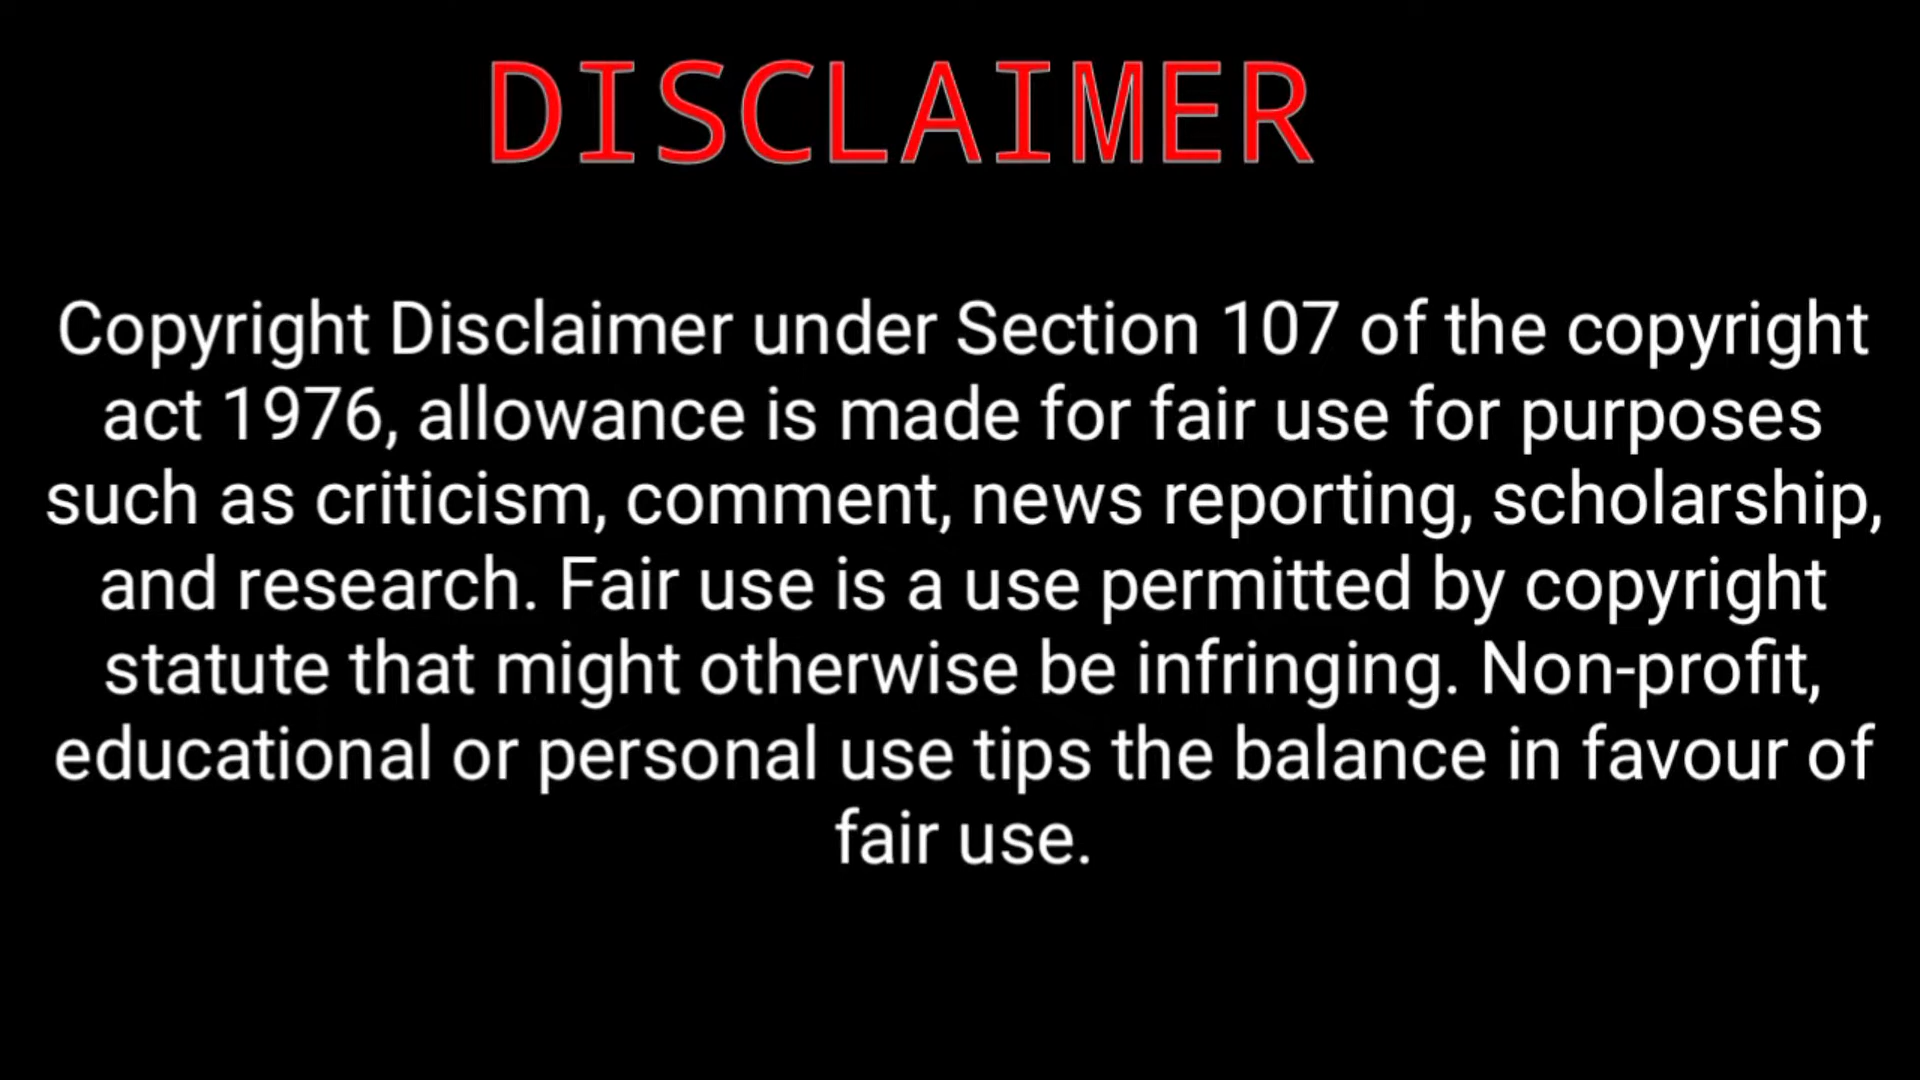 DISCLAIMER
Copyright Disclaimer under Section 107 of the copyright
act 1976, allowance is made for fair use for purposes
such as criticism, comment, news reporting, scholarship,
and research. Fair use is a use permitted by copyright
statute that might otherwise be infringing. Non-profit,
educational or personal use tips the balance in favour of
fair use.